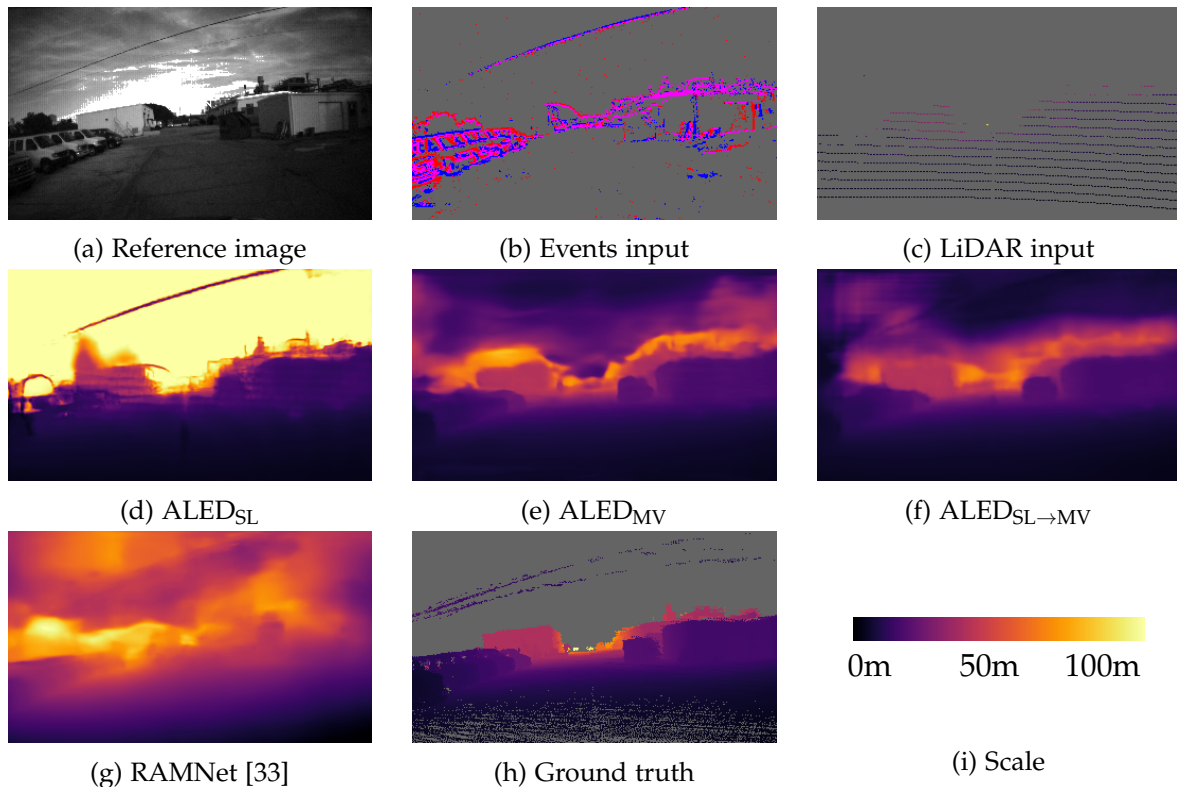 (a) Reference image
(b) Events input
(c) LiDAR input
(d) ALED_SL
(e) ALED_MV
(f) ALED_SL→MV
(g) RAMNet [33]
(h) Ground truth
0m 50m 100m
(i) Scale